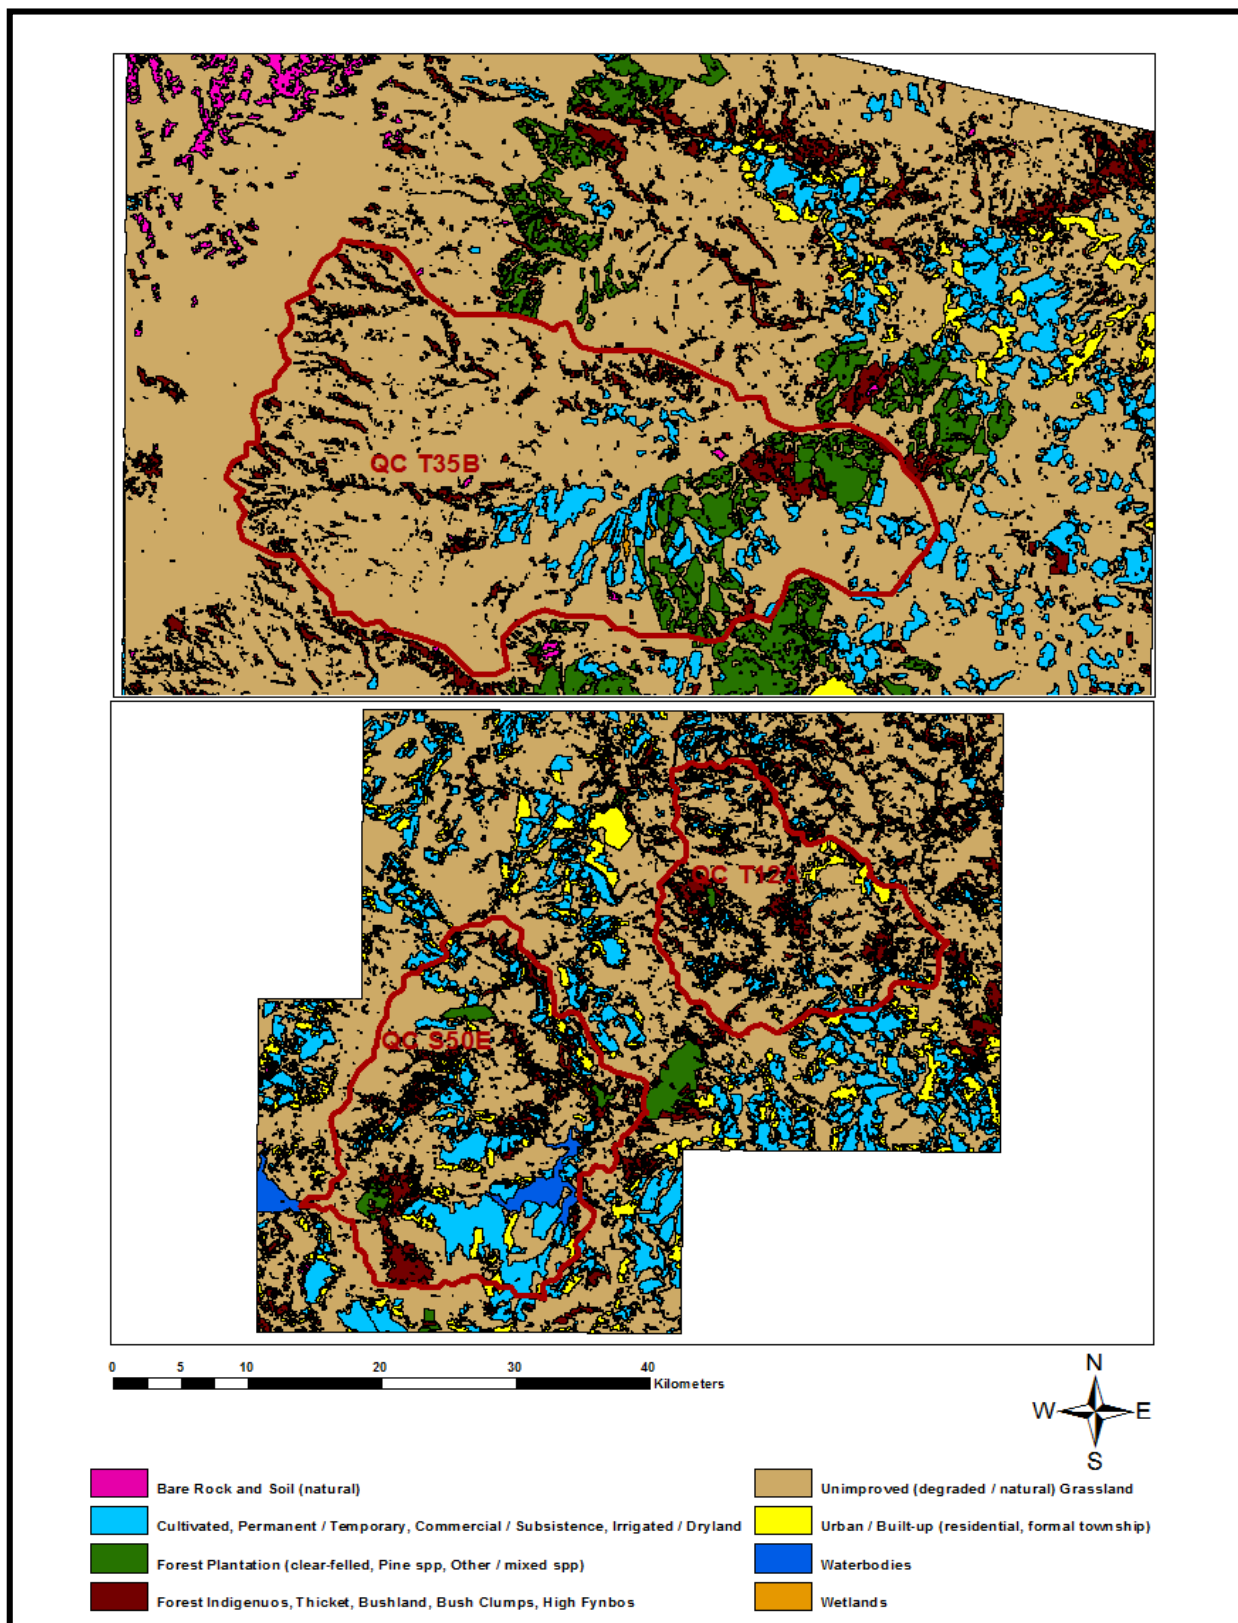 QC T35B
QC T12A
QC S50E
0 5 10 20 30 40
Kilometers
N
W E
S
Bare Rock and Soil (natural)
Cultivated, Permanent / Temporary, Commercial / Subsistence, Irrigated / Dryland
Forest Plantation (clear-felled, Pine spp, Other / mixed spp)
Forest Indigenuos, Thicket, Bushland, Bush Clumps, High Fynbos
Unimproved (degraded / natural) Grassland
Urban / Built-up (residential, formal township)
Waterbodies
Wetlands